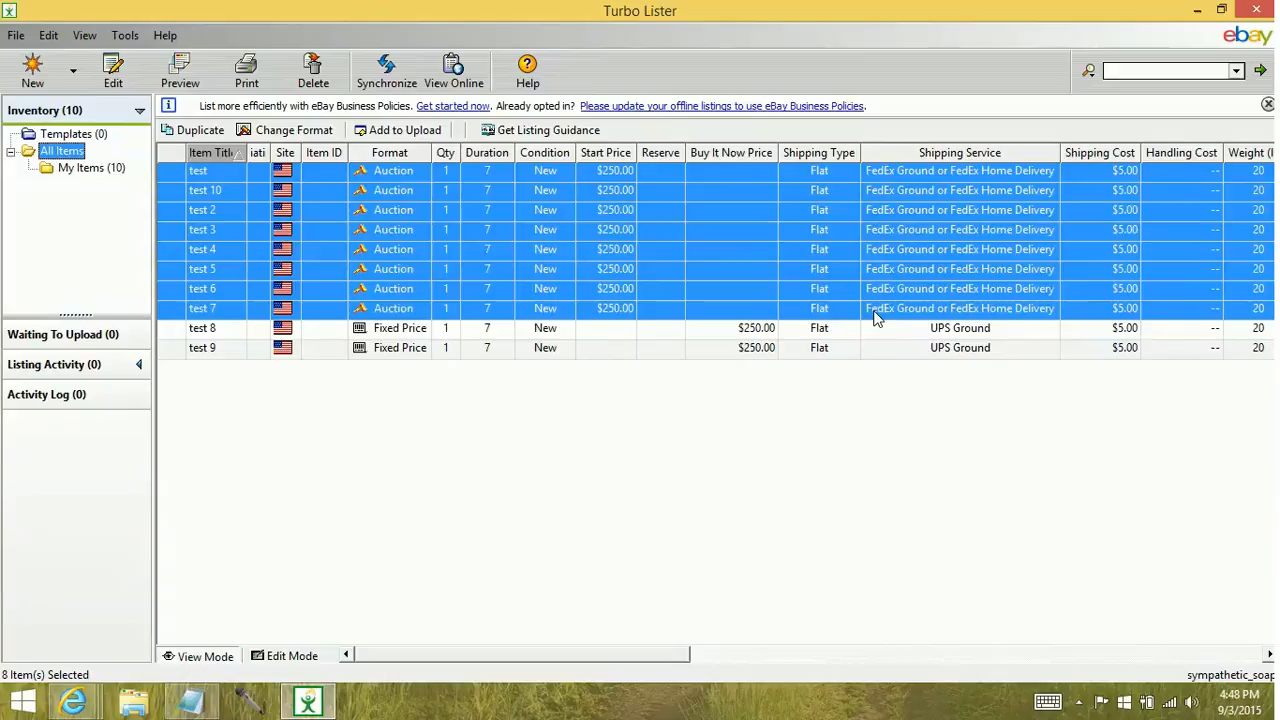 Turbo Lister
File Edit View Tools Help
ebay
New Edit Preview Print Delete Synchronize View Online Help
Inventory (10)
List more efficiently with eBay Business Policies. Get started now. Already opted in? Please update your offline listings to use eBay Business Policies.
Templates (0)
All Items
My Items (10)
Duplicate Change Format Add to Upload Get Listing Guidance
Item Title iati Site Item ID Format Qty Duration Condition Start Price Reserve Buy It Now Price Shipping Type Shipping Service Shipping Cost Handling Cost Weight (l
test Auction 1 7 New $250.00 Flat FedEx Ground or FedEx Home Delivery $5.00 -- 20
test 10 Auction 1 7 New $250.00 Flat FedEx Ground or FedEx Home Delivery $5.00 -- 20
test 2 Auction 1 7 New $250.00 Flat FedEx Ground or FedEx Home Delivery $5.00 -- 20
test 3 Auction 1 7 New $250.00 Flat FedEx Ground or FedEx Home Delivery $5.00 -- 20
test 4 Auction 1 7 New $250.00 Flat FedEx Ground or FedEx Home Delivery $5.00 -- 20
test 5 Auction 1 7 New $250.00 Flat FedEx Ground or FedEx Home Delivery $5.00 -- 20
test 6 Auction 1 7 New $250.00 Flat FedEx Ground or FedEx Home Delivery $5.00 -- 20
test 7 Auction 1 7 New $250.00 Flat FedEx Ground or FedEx Home Delivery $5.00 -- 20
test 8 Fixed Price 1 7 New $250.00 Flat UPS Ground $5.00 -- 20
test 9 Fixed Price 1 7 New $250.00 Flat UPS Ground $5.00 -- 20
Waiting To Upload (0)
Listing Activity (0)
Activity Log (0)
View Mode Edit Mode
8 Item(s) Selected
sympathetic_soap
4:48 PM
9/3/2015